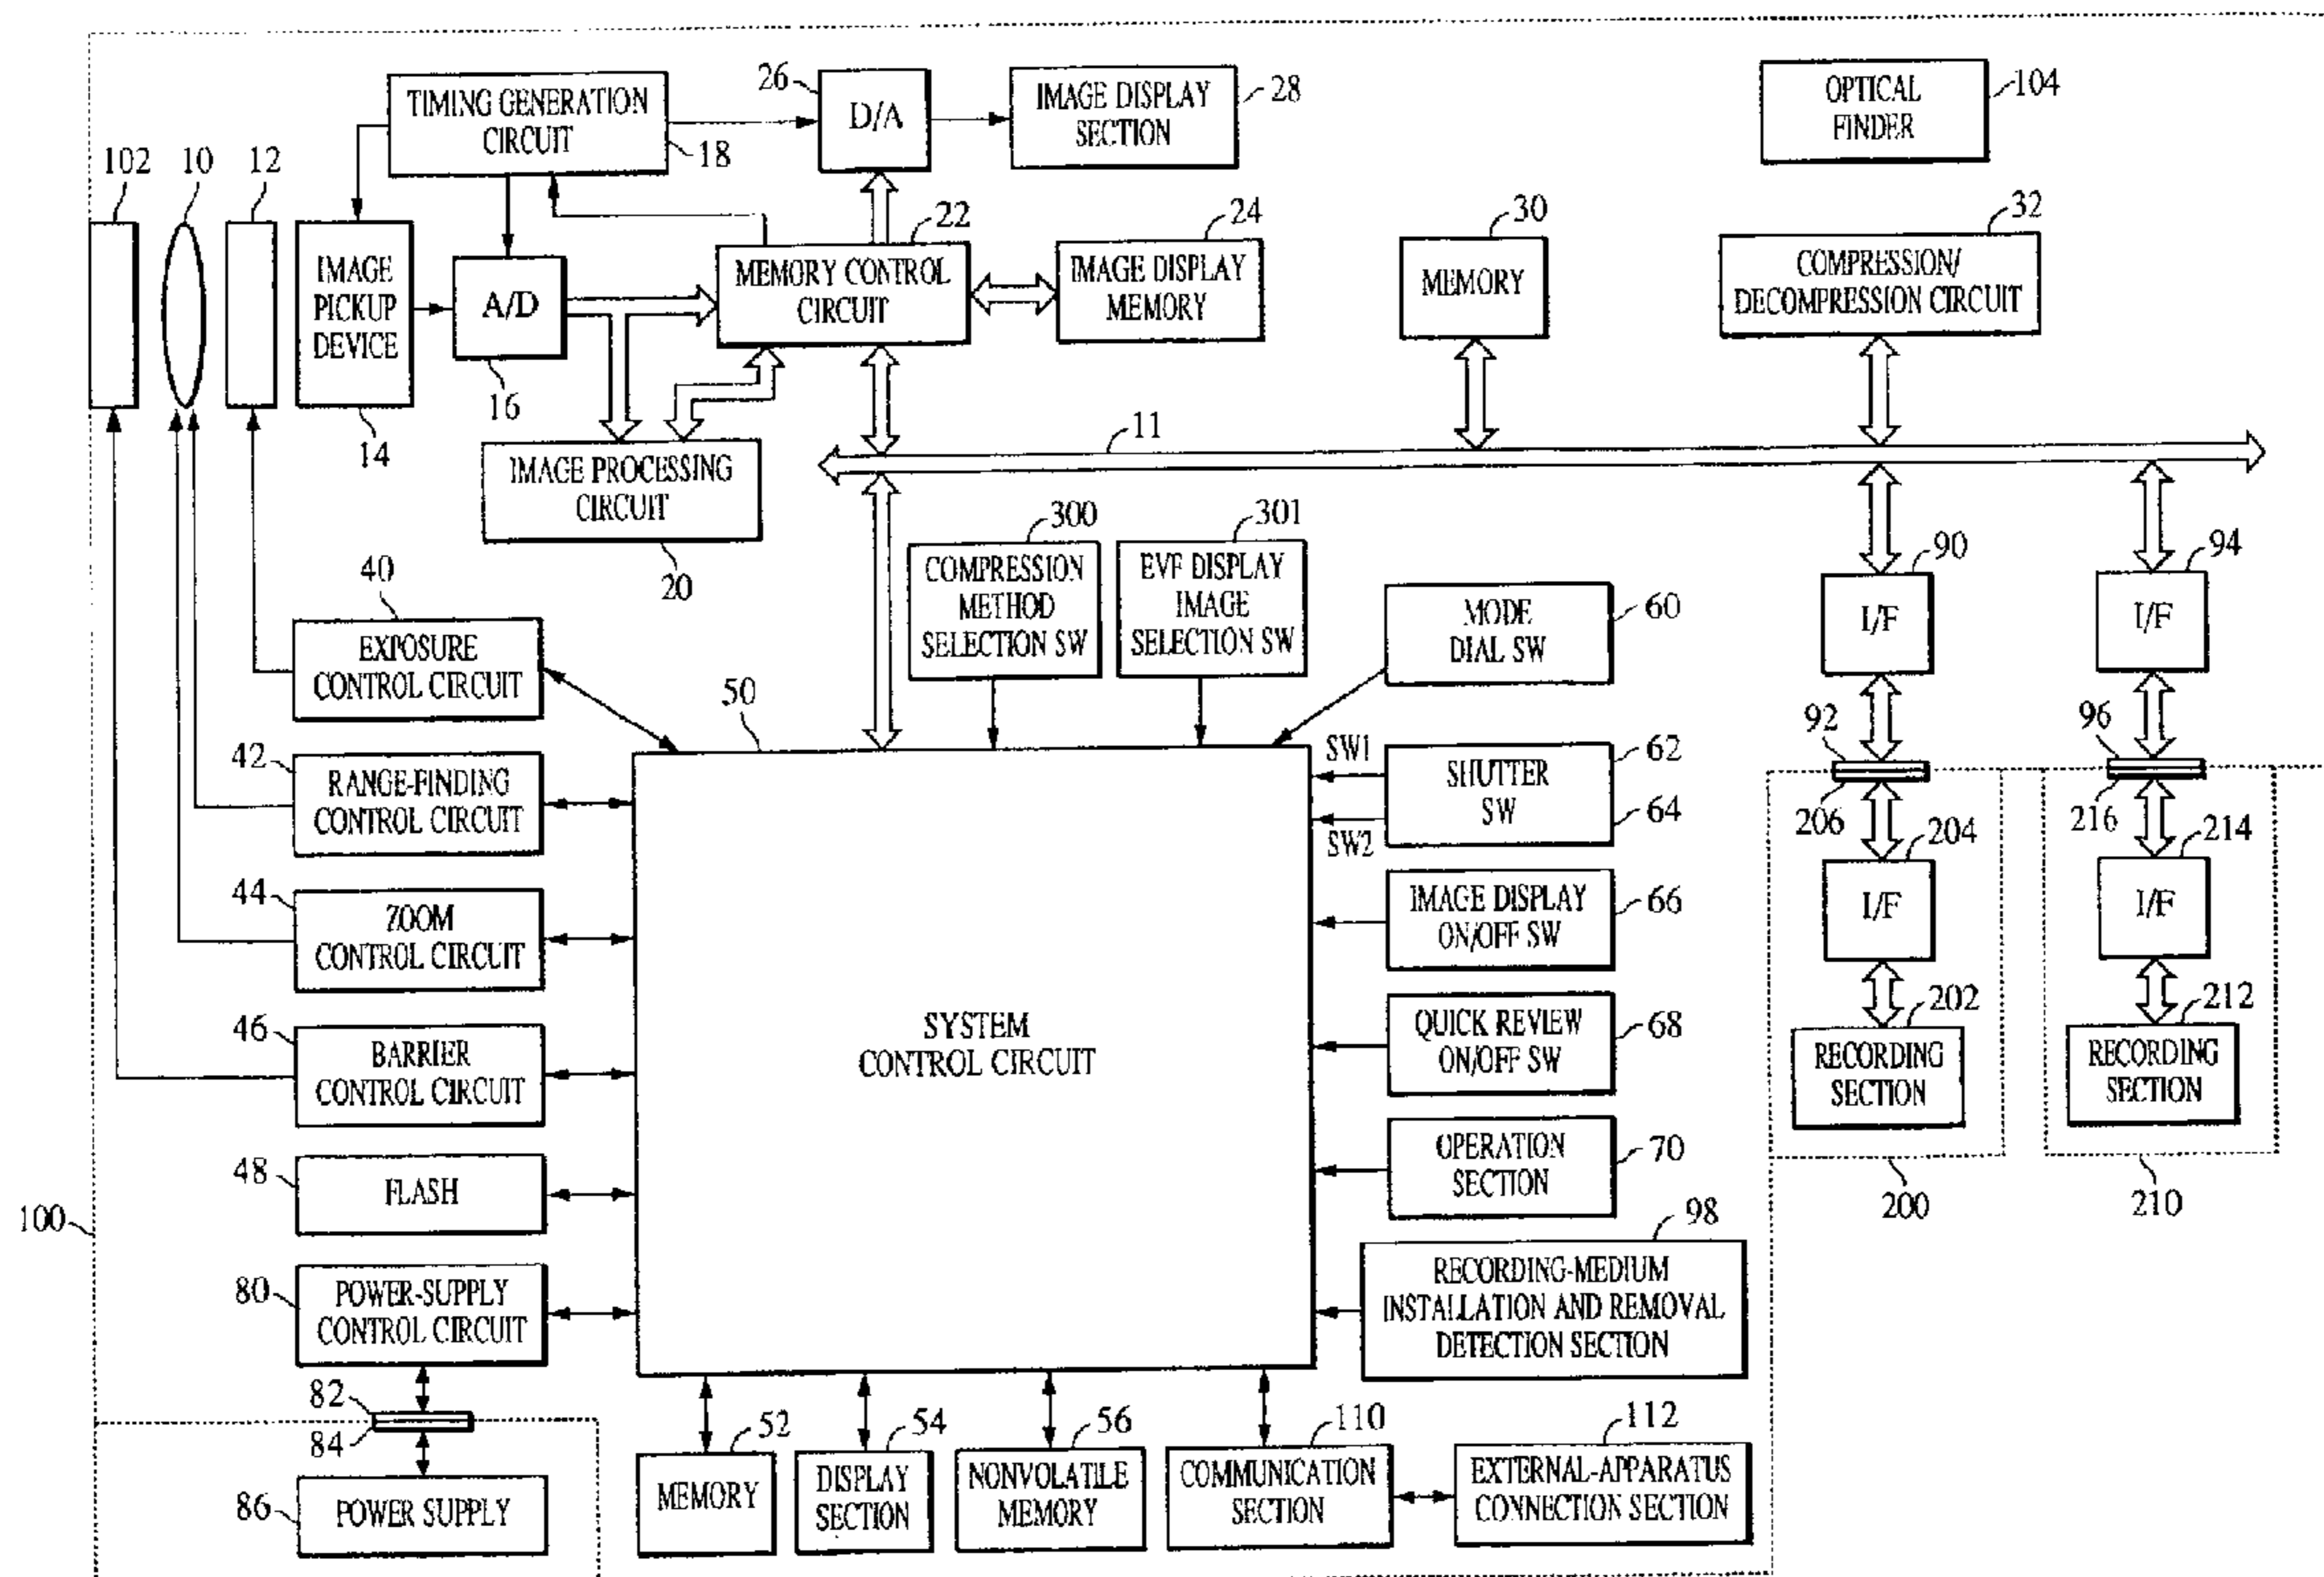 TIMING GENERATION
CIRCUIT
18
26
D/A
IMAGE DISPLAY
SECTION
28
OPTICAL
FINDER
104
102
10
12
IMAGE
PICKUP
DEVICE
14
A/D
16
22
MEMORY CONTROL
CIRCUIT
24
IMAGE DISPLAY
MEMORY
30
MEMORY
32
COMPRESSION/
DECOMPRESSION CIRCUIT
11
IMAGE PROCESSING
CIRCUIT
20
300
COMPRESSION
METHOD
SELECTION SW
301
EVF DISPLAY
IMAGE
SELECTION SW
MODE
DIAL SW
60
90
I/F
94
I/F
40
EXPOSURE
CONTROL CIRCUIT
50
92
96
42
RANGE-FINDING
CONTROL CIRCUIT
SW1
SW2
SHUTTER
SW
62
64
206
216
204
I/F
214
I/F
44
ZOOM
CONTROL CIRCUIT
IMAGE DISPLAY
ON/OFF SW
66
SYSTEM
CONTROL CIRCUIT
QUICK REVIEW
ON/OFF SW
68
202
RECORDING
SECTION
212
RECORDING
SECTION
46
BARRIER
CONTROL CIRCUIT
OPERATION
SECTION
70
200
210
48
FLASH
100
98
RECORDING-MEDIUM
INSTALLATION AND REMOVAL
DETECTION SECTION
80
POWER-SUPPLY
CONTROL CIRCUIT
82
84
86
POWER SUPPLY
52
MEMORY
54
DISPLAY
SECTION
56
NONVOLATILE
MEMORY
110
COMMUNICATION
SECTION
112
EXTERNAL-APPARATUS
CONNECTION SECTION